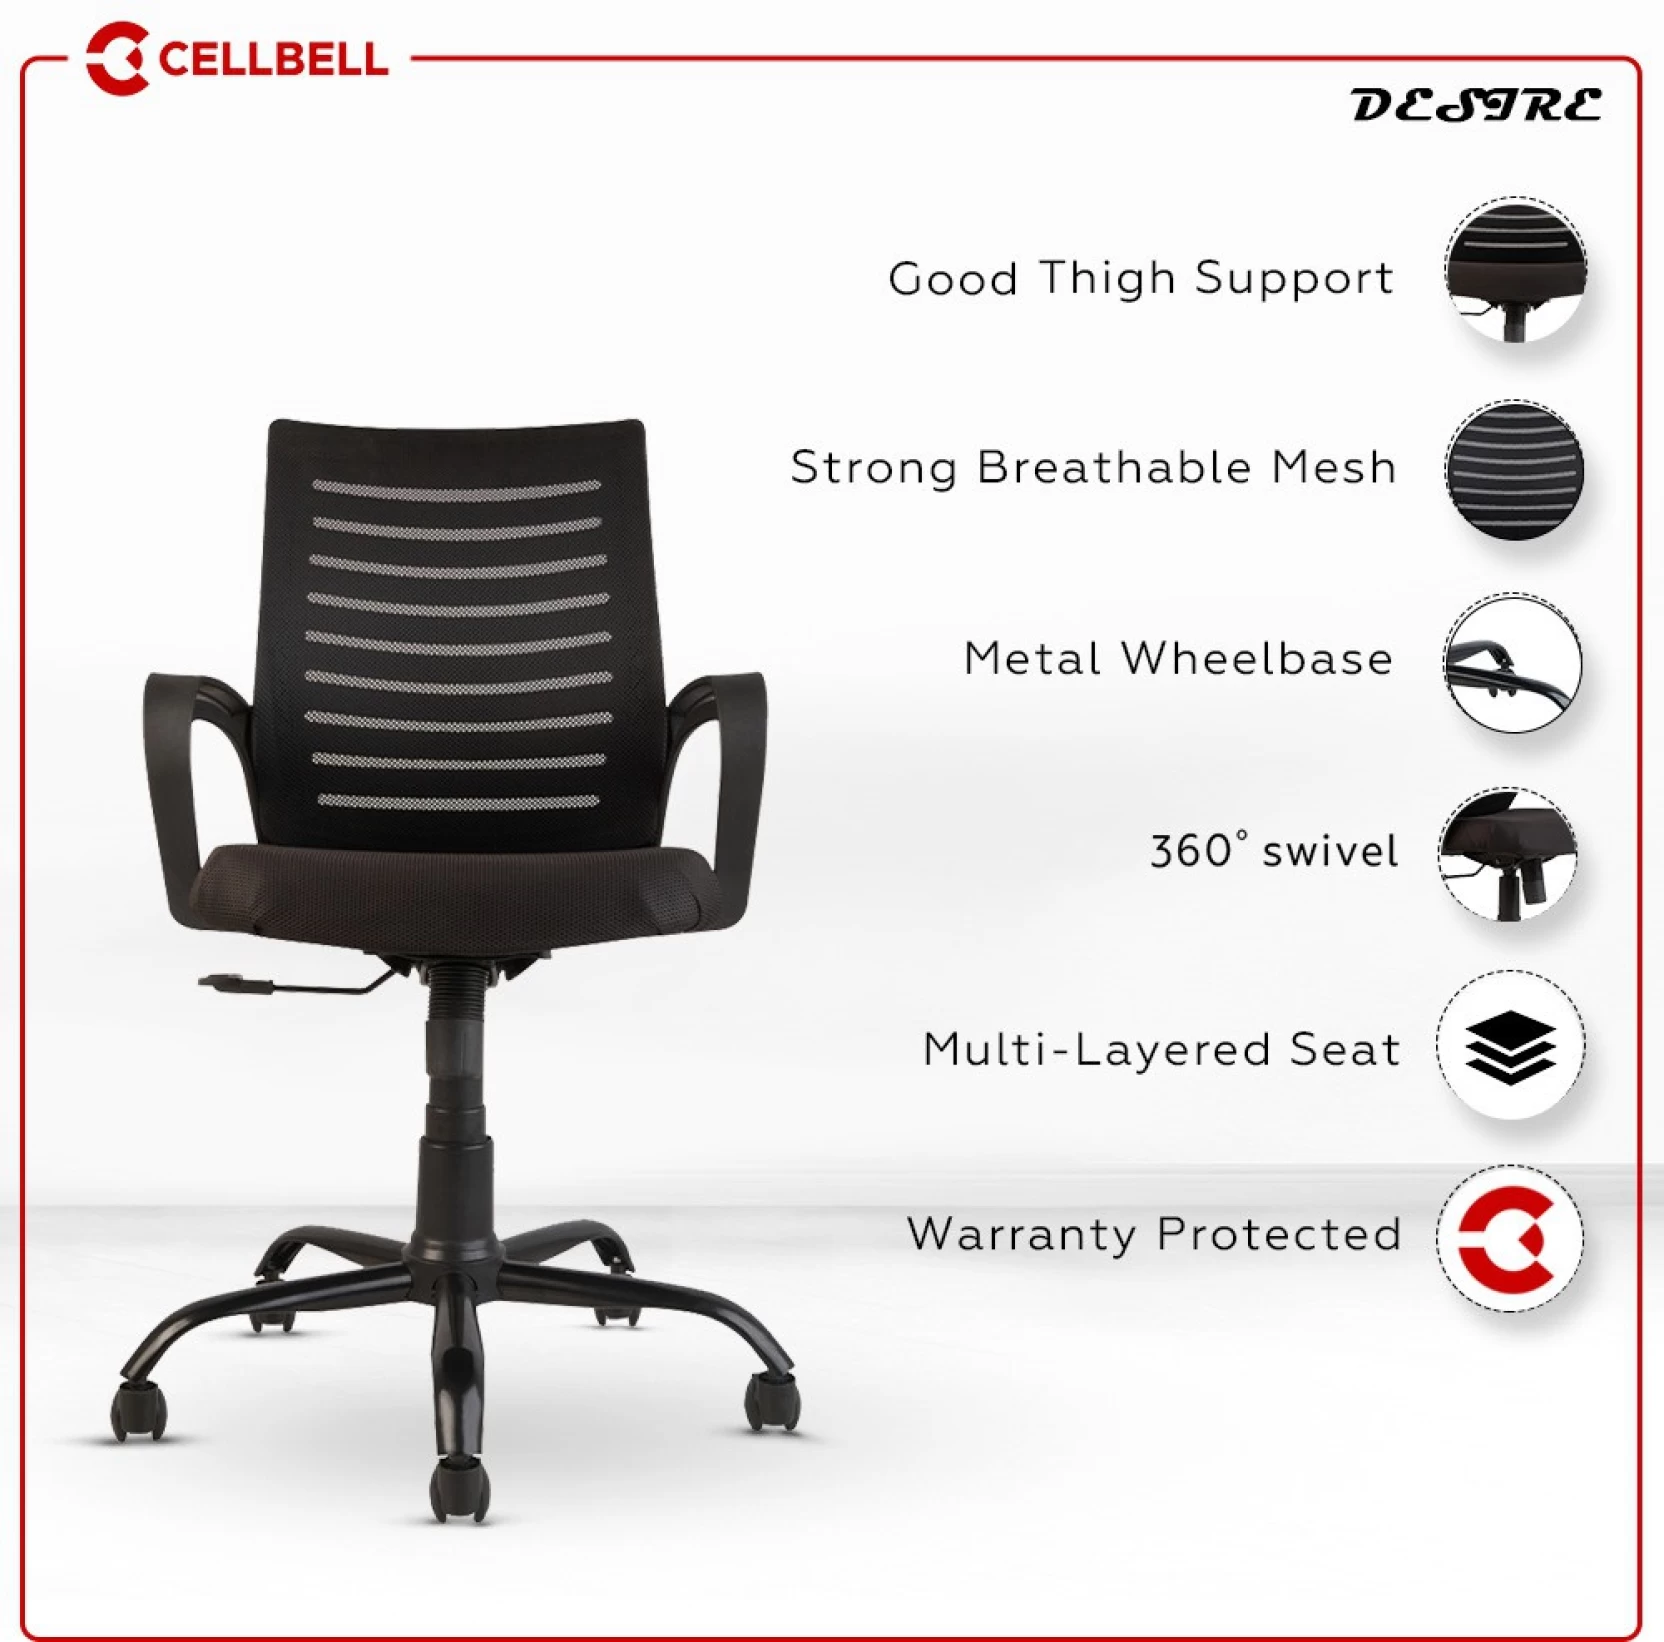 CELLBELL
DESIRE
Good Thigh Support
Strong Breathable Mesh
Metal Wheelbase
360° swivel
Multi-Layered Seat
Warranty Protected